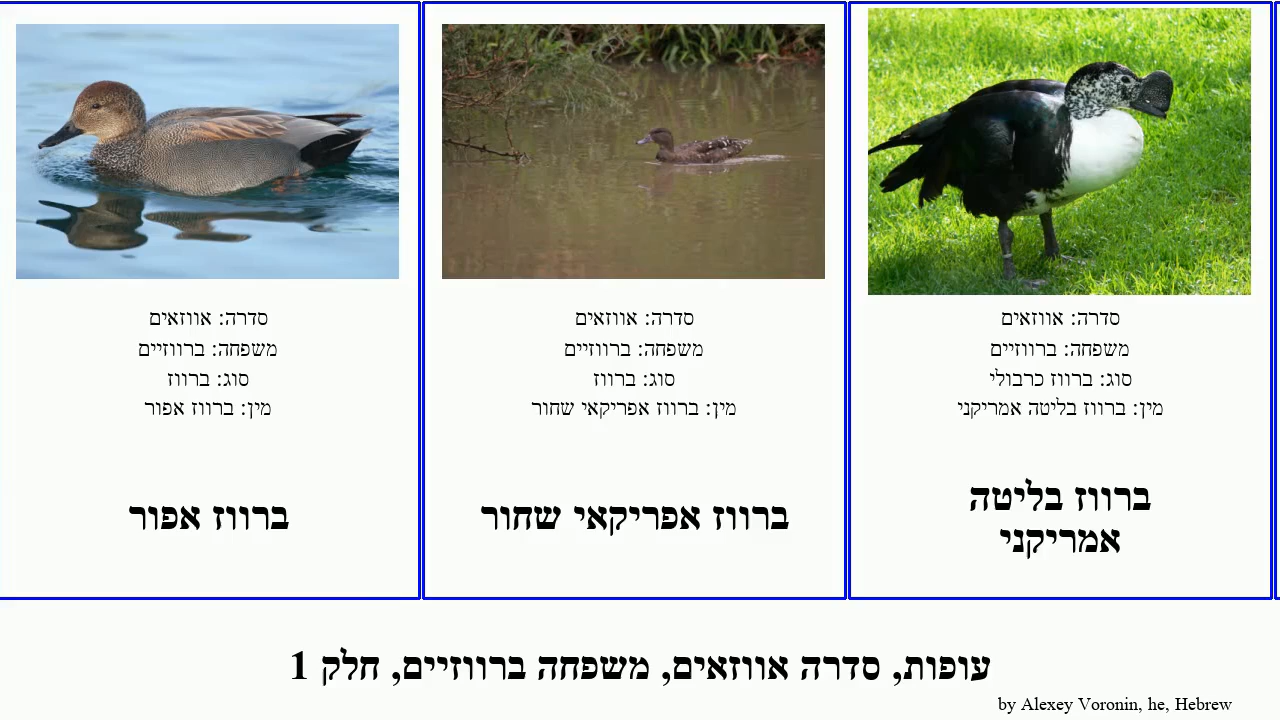 סדרה: אווזאים
משפחה: ברווזיים
סוג: ברווז
מין: ברווז אפור
ברווז אפור
סדרה: אווזאים
משפחה: ברווזיים
סוג: ברווז
מין: ברווז אפריקאי שחור
ברווז אפריקאי שחור
סדרה: אווזאים
משפחה: ברווזיים
סוג: ברווז כרבולי
מין: ברווז בליטה אמריקני
ברווז בליטה
אמריקני
עופות, סדרה אווזאים, משפחה ברווזיים, חלק 1
by Alexey Voronin, he, Hebrew